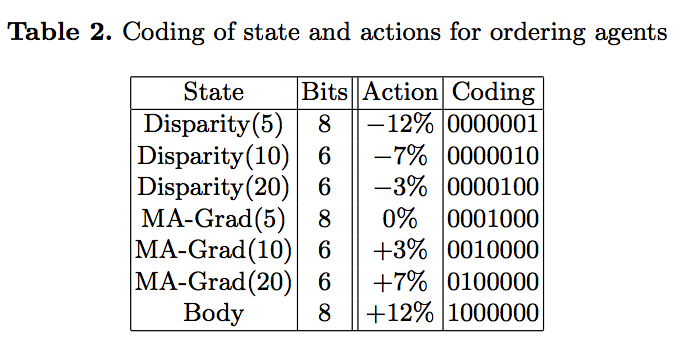 Table 2. Coding of state and actions for ordering agents
State Bits Action Coding
Disparity(5) 8 −12% 0000001
Disparity(10) 6 −7% 0000010
Disparity(20) 6 −3% 0000100
MA-Grad(5) 8 0% 0001000
MA-Grad(10) 6 +3% 0010000
MA-Grad(20) 6 +7% 0100000
Body 8 +12% 1000000